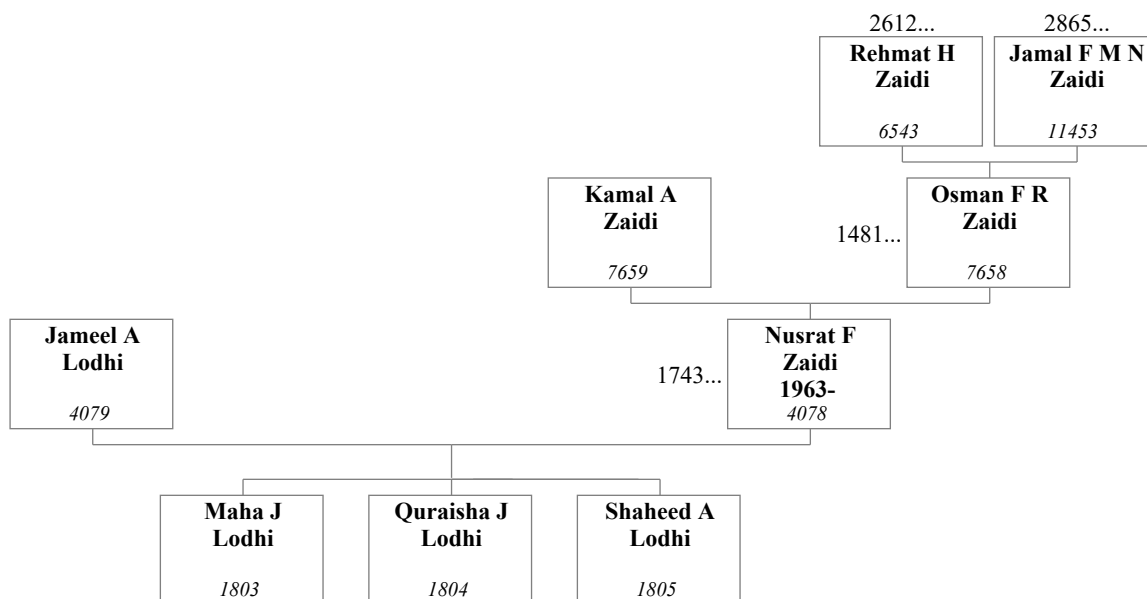 2612...
2865...
Rehmat H
Zaidi
6543
Jamal F M N
Zaidi
11453
Kamal A
Zaidi
7659
1481...
Osman F R
Zaidi
7658
Jameel A
Lodhi
4079
1743...
Nusrat F
Zaidi
1963-
4078
Maha J
Lodhi
1803
Quraisha J
Lodhi
1804
Shaheed A
Lodhi
1805